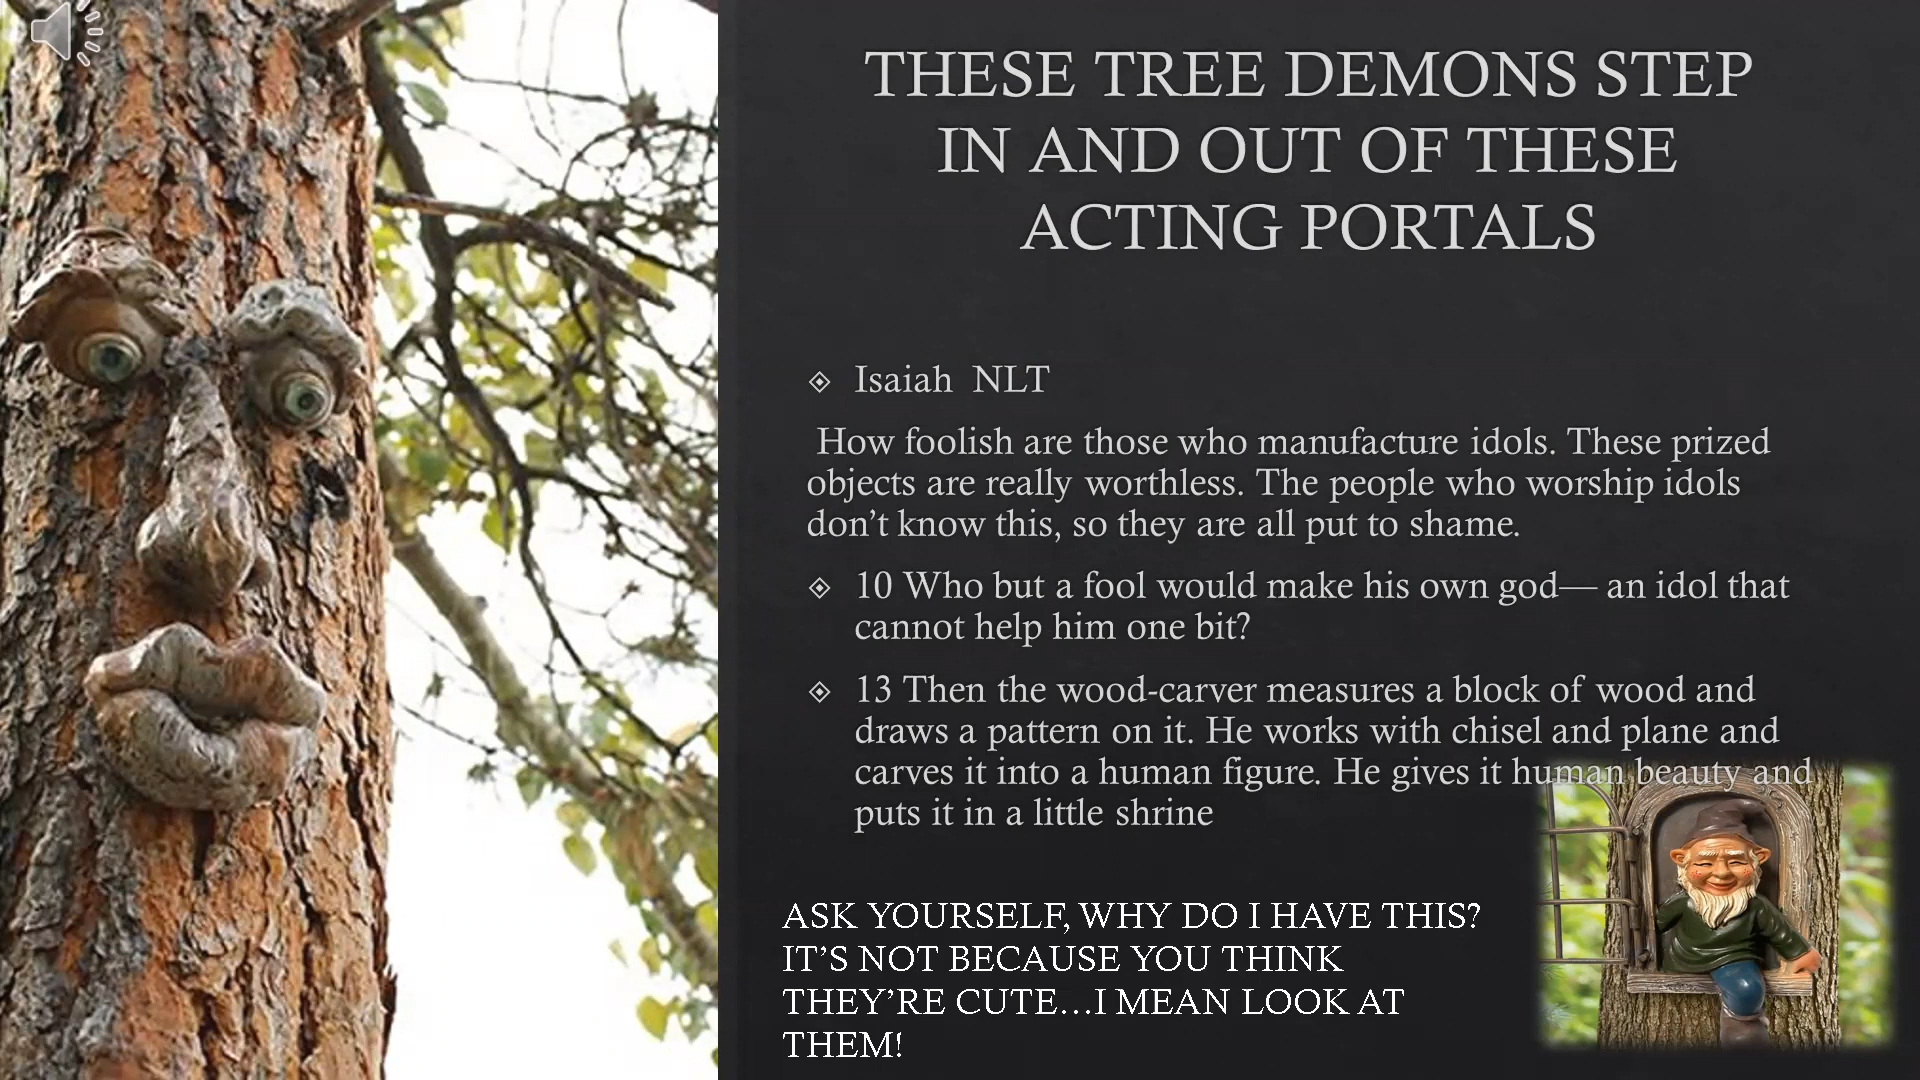 THESE TREE DEMONS STEP
IN AND OUT OF THESE
ACTING PORTALS
Isaiah NLT
How foolish are those who manufacture idols. These prized
objects are really worthless. The people who worship idols
don’t know this, so they are all put to shame.
10 Who but a fool would make his own god— an idol that
cannot help him one bit?
13 Then the wood-carver measures a block of wood and
draws a pattern on it. He works with chisel and plane and
carves it into a human figure. He gives it human beauty and
puts it in a little shrine
ASK YOURSELF, WHY DO I HAVE THIS?
IT’S NOT BECAUSE YOU THINK
THEY’RE CUTE…I MEAN LOOK AT
THEM!